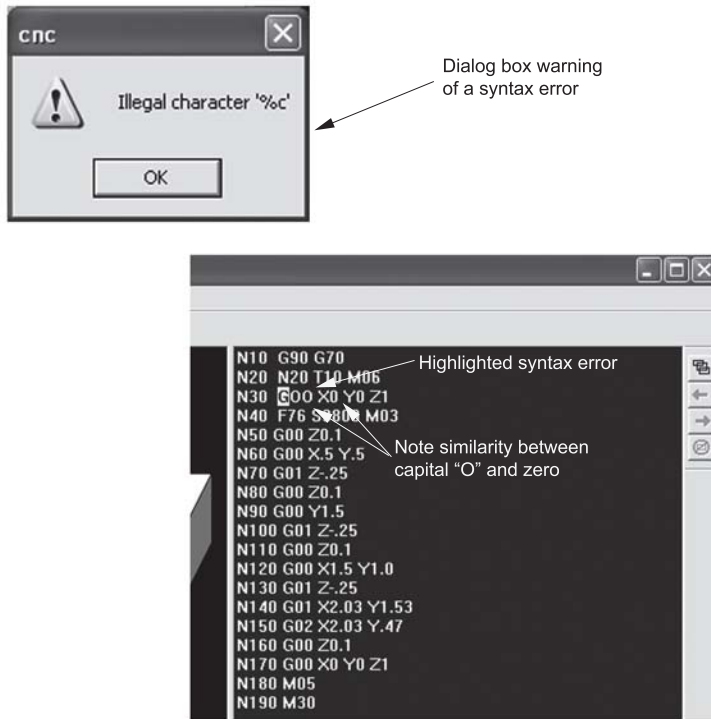 cnc
Illegal character '%c'
OK
Dialog box warning
of a syntax error
N10 G90 G70
Highlighted syntax error
N20 N20 T10 M06
N30 GOO X0 Y0 Z1
N40 F76 M03
N50 G00 Z0.1
Note similarity between
capital “O” and zero
N60 G00 X.5 Y.5
N70 G01 Z-.25
N80 G00 Z0.1
N90 G00 Y1.5
N100 G01 Z-.25
N110 G00 Z0.1
N120 G00 X1.5 Y1.0
N130 G01 Z-.25
N140 G01 X2.03 Y1.53
N150 G02 X2.03 Y.47
N160 G00 Z0.1
N170 G00 X0 Y0 Z1
N180 M05
N190 M30